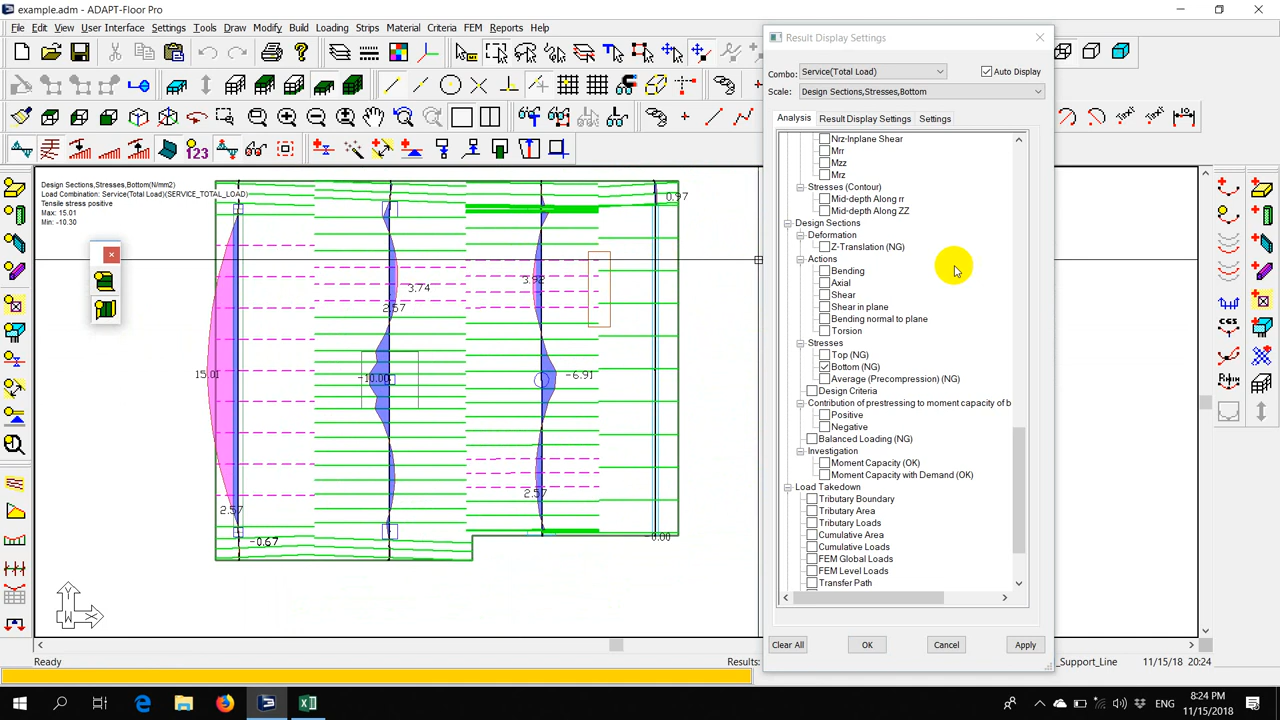 example.adm - ADAPT-Floor Pro
File Edit View User Interface Settings Tools Draw Modify Build Loading Strips Material Criteria FEM Reports Help
Result Display Settings
Combo: Service(Total Load) Auto Display
Scale: Design Sections,Stresses,Bottom
Analysis Result Display Settings Settings
Nrz-Inplane Shear
Mrr
Mzz
Mrz
Stresses (Contour)
Mid-depth Along rr
Mid-depth Along ZZ
Design Sections
Deformation
Z-Translation (NG)
Actions
Bending
Axial
Shear
Shear in plane
Bending normal to plane
Torsion
Stresses
Top (NG)
Bottom (NG)
Average (Precompression) (NG)
Design Criteria
Contribution of prestressing to moment capacity of b
Positive
Negative
Balanced Loading (NG)
Investigation
Moment Capacity (OK)
Moment Capacity with Demand (OK)
Load Takedown
Tributary Boundary
Tributary Area
Tributary Loads
Cumulative Area
Cumulative Loads
FEM Global Loads
FEM Level Loads
Transfer Path
Clear All OK Cancel Apply
Design Sections,Stresses,Bottom(N/mm2)
Load Combination: Service(Total Load)(SERVICE_TOTAL_LOAD)
Tensile stress positive
Max: 15.01
Min: -10.30
0.97
3.92
3.74
2.57
15.01
-10.00
-6.91
2.57
2.57
-0.67
-0.00
Y
W X
Ready Results: _Support_Line 11/15/18 20:24
ENG 8:24 PM
11/15/2018